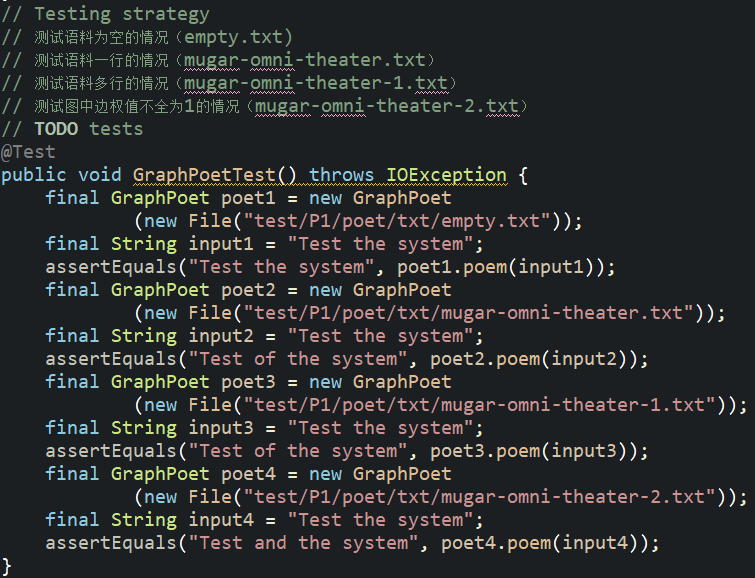 // Testing strategy
// 测试语料为空的情况（empty.txt)
// 测试语料一行的情况（mugar-omni-theater.txt）
// 测试语料多行的情况（mugar-omni-theater-1.txt）
// 测试图中边权值不全为1的情况（mugar-omni-theater-2.txt）
// TODO tests
@Test
public void GraphPoetTest() throws IOException {
    final GraphPoet poet1 = new GraphPoet
            (new File("test/P1/poet/txt/empty.txt"));
    final String input1 = "Test the system";
    assertEquals("Test the system", poet1.poem(input1));
    final GraphPoet poet2 = new GraphPoet
            (new File("test/P1/poet/txt/mugar-omni-theater.txt"));
    final String input2 = "Test the system";
    assertEquals("Test of the system", poet2.poem(input2));
    final GraphPoet poet3 = new GraphPoet
            (new File("test/P1/poet/txt/mugar-omni-theater-1.txt"));
    final String input3 = "Test the system";
    assertEquals("Test of the system", poet3.poem(input3));
    final GraphPoet poet4 = new GraphPoet
            (new File("test/P1/poet/txt/mugar-omni-theater-2.txt"));
    final String input4 = "Test the system";
    assertEquals("Test and the system", poet4.poem(input4));
}